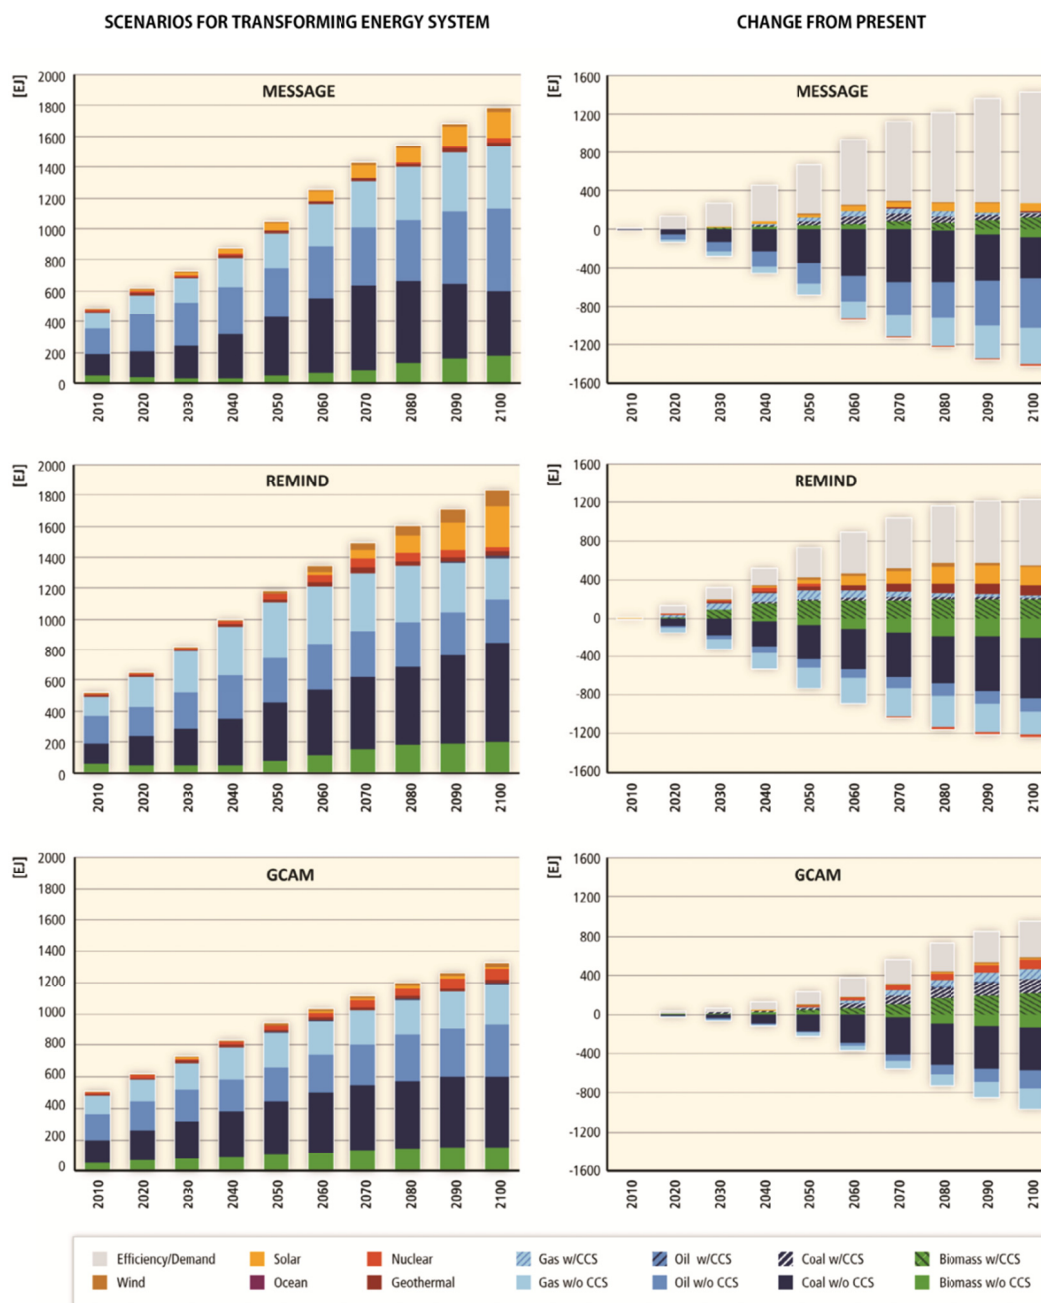 SCENARIOS FOR TRANSFORMING ENERGY SYSTEM
CHANGE FROM PRESENT
[EJ]
MESSAGE
2000
1800
1600
1400
1200
1000
800
600
400
200
0
2010 2020 2030 2040 2050 2060 2070 2080 2090 2100
[EJ]
MESSAGE
1600
1200
800
400
0
-400
-800
-1200
-1600
2010 2020 2030 2040 2050 2060 2070 2080 2090 2100
[EJ]
REMIND
2000
1800
1600
1400
1200
1000
800
600
400
200
0
2010 2020 2030 2040 2050 2060 2070 2080 2090 2100
[EJ]
REMIND
1600
1200
800
400
0
-400
-800
-1200
-1600
2010 2020 2030 2040 2050 2060 2070 2080 2090 2100
[EJ]
GCAM
2000
1800
1600
1400
1200
1000
800
600
400
200
0
2010 2020 2030 2040 2050 2060 2070 2080 2090 2100
[EJ]
GCAM
1600
1200
800
400
0
-400
-800
-1200
-1600
2010 2020 2030 2040 2050 2060 2070 2080 2090 2100
Efficiency/Demand Solar Nuclear Gas w/CCS Oil w/CCS Coal w/CCS Biomass w/CCS
Wind Ocean Geothermal Gas w/o CCS Oil w/o CCS Coal w/o CCS Biomass w/o CCS